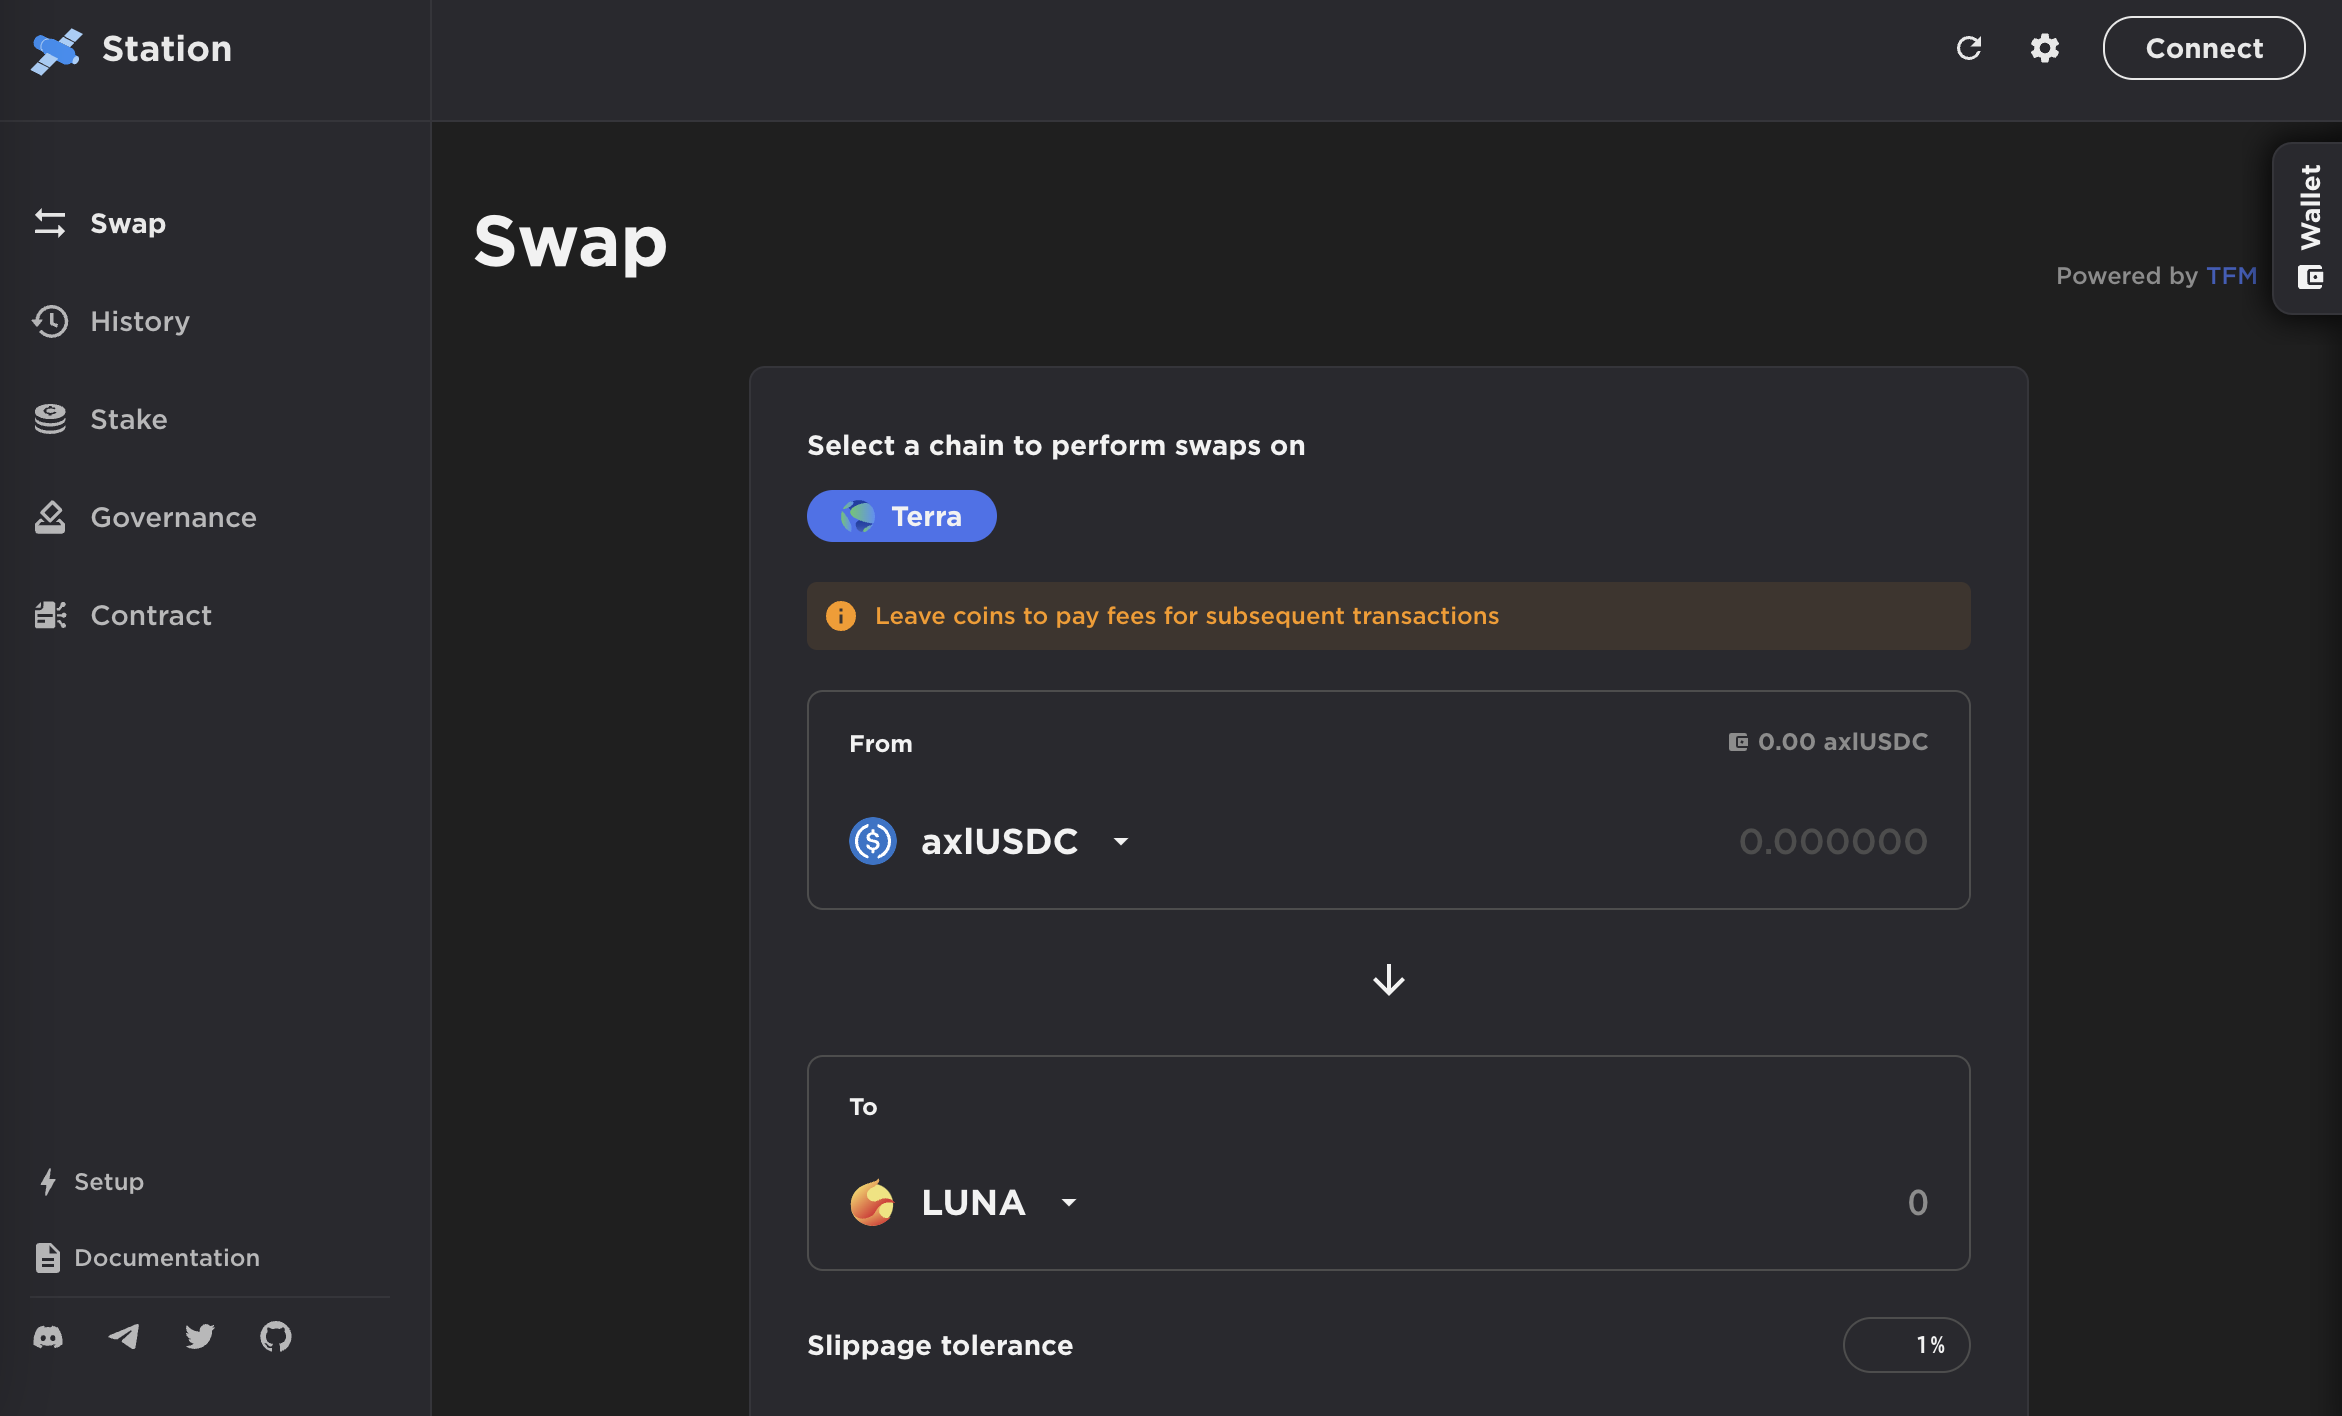 Station
Connect
Swap
History
Stake
Governance
Contract
Setup
Documentation
Swap
Powered by TFM
Wallet
Select a chain to perform swaps on
Terra
Leave coins to pay fees for subsequent transactions
From
0.00 axlUSDC
axlUSDC
0.000000
To
LUNA
0
Slippage tolerance
1%